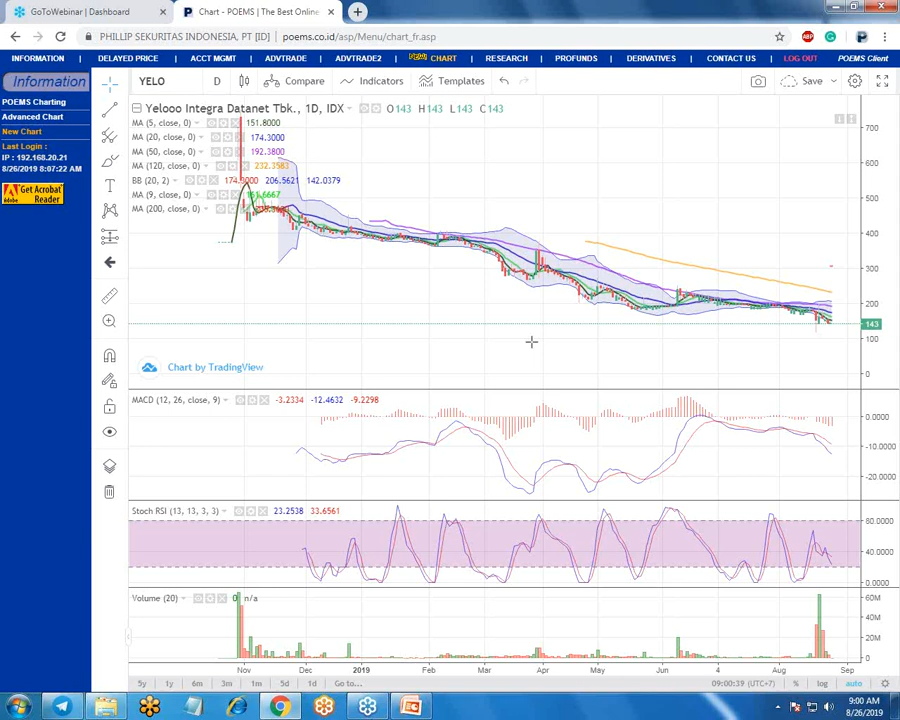 GoToWebinar | Dashboard
Chart - POEMS | The Best Online
PHILLIP SEKURITAS INDONESIA, PT [ID] | poems.co.id/asp/Menu/chart_fr.asp
INFORMATION DELAYED PRICE ACCT MGMT ADVTRADE ADVTRADE2 NEW CHART RESEARCH PROFUNDS DERIVATIVES CONTACT US LOG OUT POEMS Client
Information
POEMS Charting
Advanced Chart
New Chart
Last Login :
IP : 192.168.20.21
8/26/2019 8:07:22 AM
Get Acrobat
Reader
YELO D Compare Indicators Templates Save
Yelooo Integra Datanet Tbk., 1D, IDX O143 H143 L143 C143
MA (5, close, 0) 151.8000
MA (20, close, 0) 174.3000
MA (50, close, 0) 192.3800
MA (120, close, 0) 232.3583
BB (20, 2) 174.3000 206.5621 142.0379
MA (9, close, 0)
MA (200, close, 0)
700
600
500
400
300
200
143
100
0
Chart by TradingView
MACD (12, 26, close, 9) -3.2334 -12.4632 -9.2298
0.0000
-10.0000
-20.0000
Stoch RSI (13, 13, 3, 3) 23.2538 33.6561
80.0000
40.0000
0.0000
Volume (20) 0 n/a
60M
40M
20M
0
Nov Dec 2019 Feb Mar Apr May Jun 4 Aug Sep
5y 1y 6m 3m 1m 5d 1d Go to... 09:00:39 (UTC+7) % log auto
9:00 AM
8/26/2019